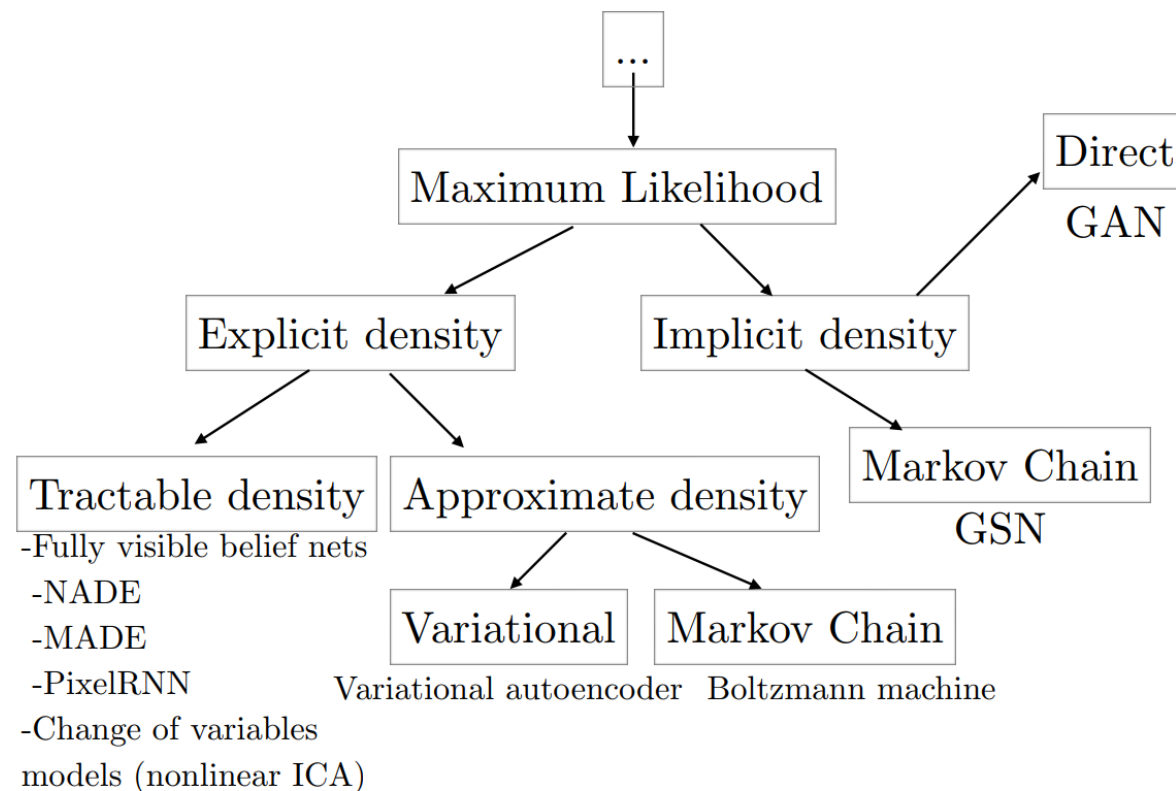 ...
Maximum Likelihood
Direct
GAN
Explicit density
Implicit density
Tractable density
-Fully visible belief nets
-NADE
-MADE
-PixelRNN
-Change of variables
models (nonlinear ICA)
Approximate density
Variational
Variational autoencoder
Markov Chain
Boltzmann machine
Markov Chain
GSN